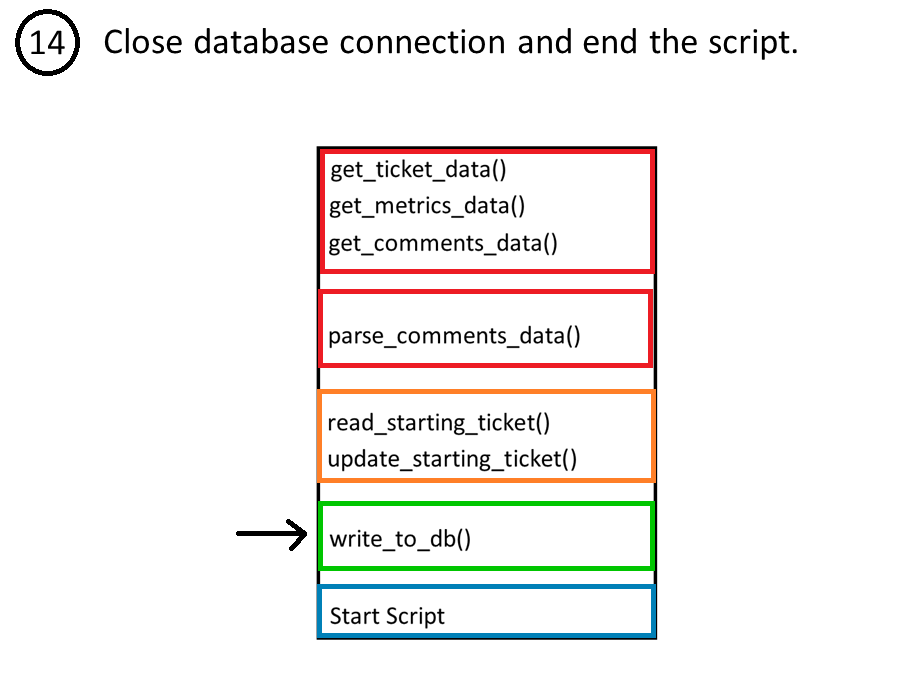 14 Close database connection and end the script.
get_ticket_data()
get_metrics_data()
get_comments_data()
parse_comments_data()
read_starting_ticket()
update_starting_ticket()
write_to_db()
Start Script